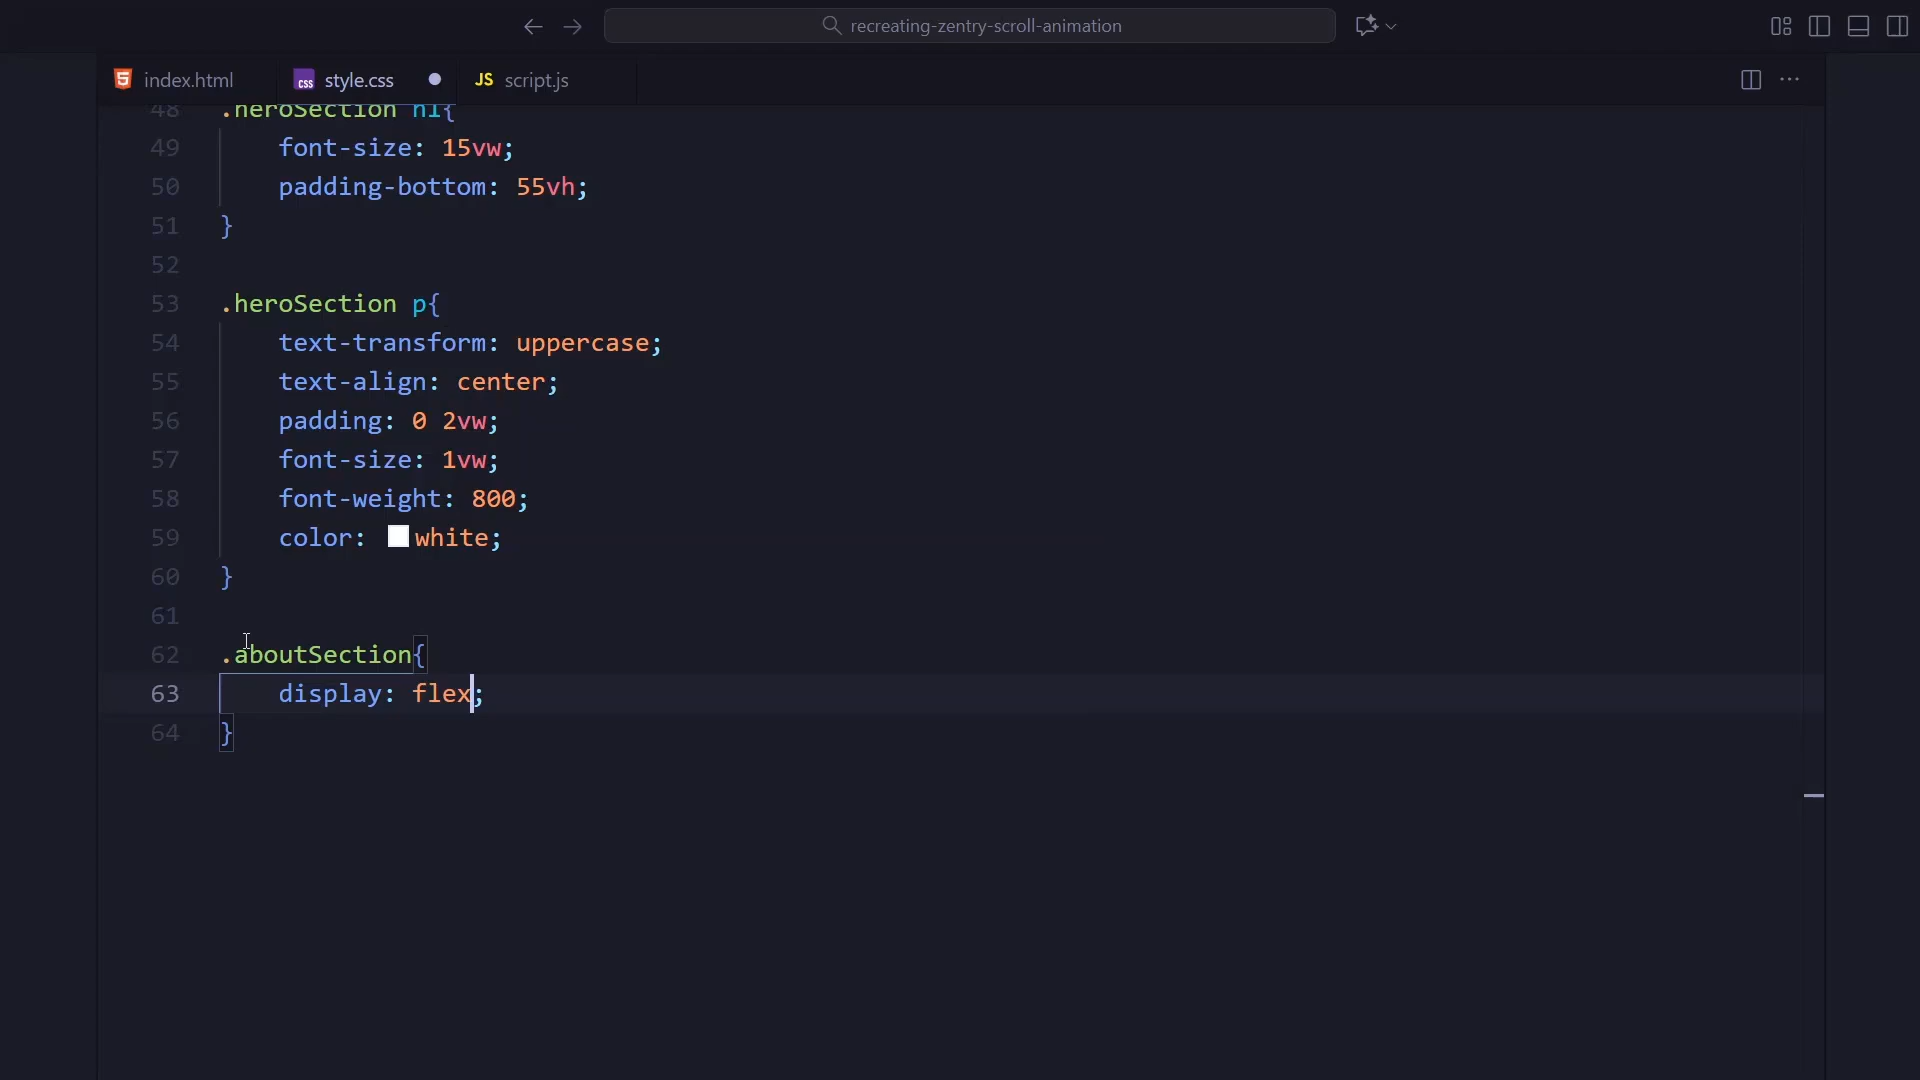 recreating-zentry-scroll-animation
index.html
style.css
JS script.js
48 .heroSection h1{
49 font-size: 15vw;
50 padding-bottom: 55vh;
51 }
52
53 .heroSection p{
54 text-transform: uppercase;
55 text-align: center;
56 padding: 0 2vw;
57 font-size: 1vw;
58 font-weight: 800;
59 color: white;
60 }
61
62 .aboutSection{
63 display: flex;
64 }